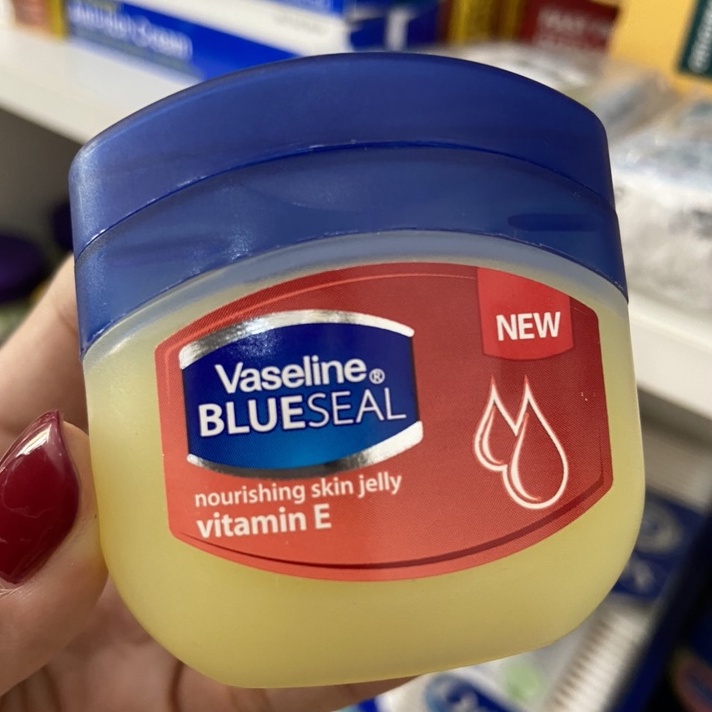 NEW
Vaseline®
BLUESEAL
nourishing skin jelly
vitamin E